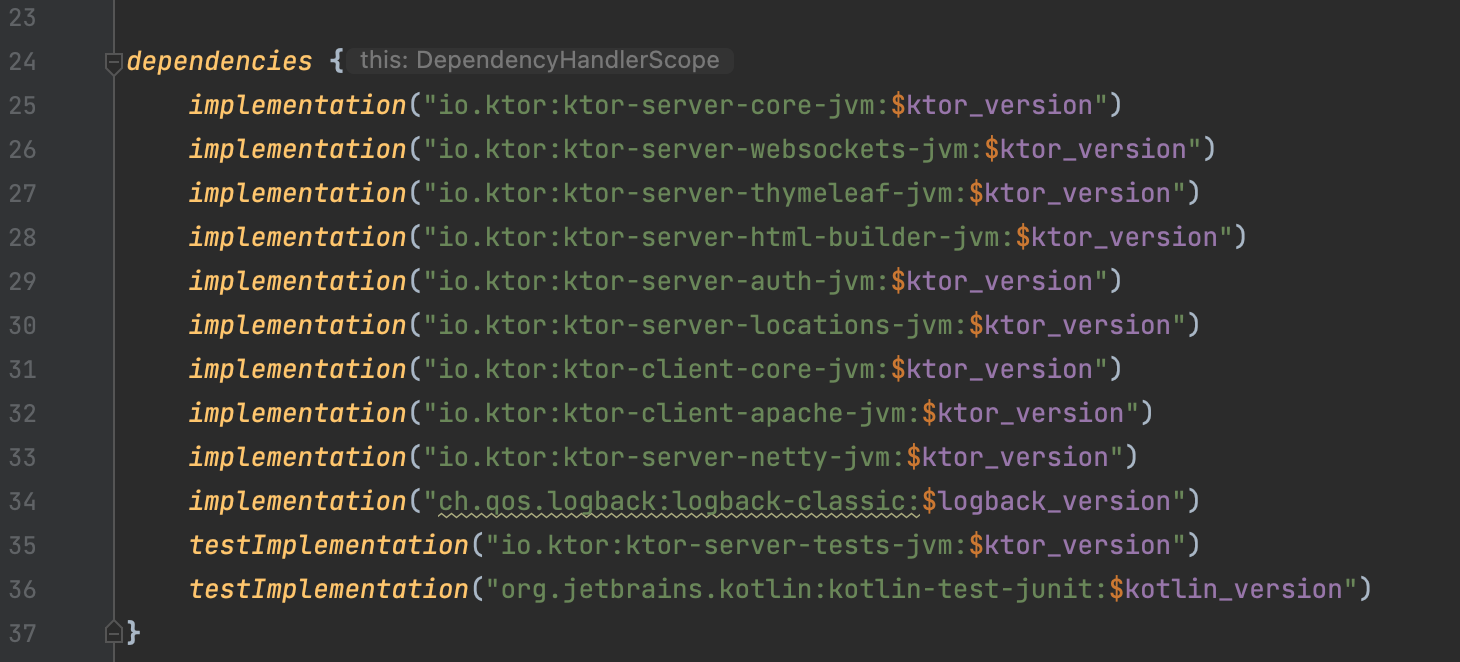 23
24 dependencies { this: DependencyHandlerScope
25 implementation("io.ktor:ktor-server-core-jvm:$ktor_version")
26 implementation("io.ktor:ktor-server-websockets-jvm:$ktor_version")
27 implementation("io.ktor:ktor-server-thymeleaf-jvm:$ktor_version")
28 implementation("io.ktor:ktor-server-html-builder-jvm:$ktor_version")
29 implementation("io.ktor:ktor-server-auth-jvm:$ktor_version")
30 implementation("io.ktor:ktor-server-locations-jvm:$ktor_version")
31 implementation("io.ktor:ktor-client-core-jvm:$ktor_version")
32 implementation("io.ktor:ktor-client-apache-jvm:$ktor_version")
33 implementation("io.ktor:ktor-server-netty-jvm:$ktor_version")
34 implementation("ch.qos.logback:logback-classic:$logback_version")
35 testImplementation("io.ktor:ktor-server-tests-jvm:$ktor_version")
36 testImplementation("org.jetbrains.kotlin:kotlin-test-junit:$kotlin_version")
37 }